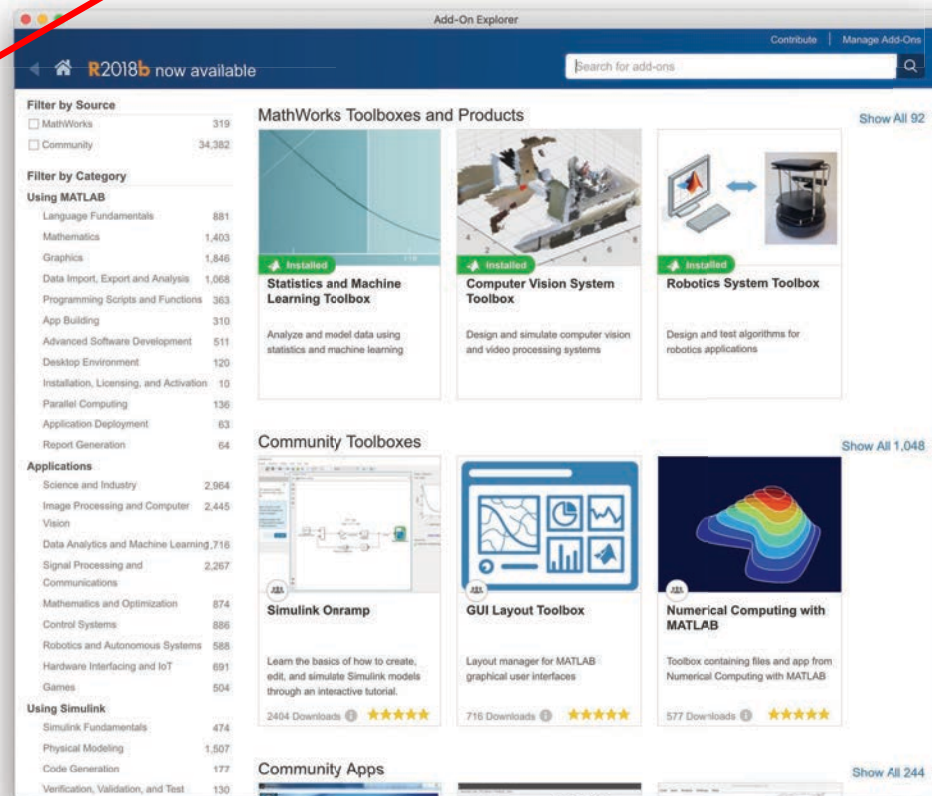 Add-On Explorer
Contribute | Manage Add-Ons
R2018b now available
Search for add-ons
Filter by Source
MathWorks 319
Community 34,382
Filter by Category
Using MATLAB
Language Fundamentals 881
Mathematics 1,403
Graphics 1,846
Data Import, Export and Analysis 1,068
Programming Scripts and Functions 363
App Building 310
Advanced Software Development 511
Desktop Environment 120
Installation, Licensing, and Activation 10
Parallel Computing 136
Application Deployment 63
Report Generation 64
Applications
Science and Industry 2,964
Image Processing and Computer 2,445
Vision
Data Analytics and Machine Learning,716
Signal Processing and 2,267
Communications
Mathematics and Optimization 874
Control Systems 886
Robotics and Autonomous Systems 588
Hardware Interfacing and IoT 691
Games 504
Using Simulink
Simulink Fundamentals 474
Physical Modeling 1,507
Code Generation 177
Verification, Validation, and Test 130
MathWorks Toolboxes and Products
Show All 92
Installed
Statistics and Machine
Learning Toolbox
Analyze and model data using
statistics and machine learning
Installed
Computer Vision System
Toolbox
Design and simulate computer vision
and video processing systems
Installed
Robotics System Toolbox
Design and test algorithms for
robotics applications
Community Toolboxes
Show All 1,048
Simulink Onramp
Learn the basics of how to create,
edit, and simulate Simulink models
through an interactive tutorial.
2404 Downloads
GUI Layout Toolbox
Layout manager for MATLAB
graphical user interfaces
716 Downloads
Numerical Computing with
MATLAB
Toolbox containing files and app from
Numerical Computing with MATLAB
577 Downloads
Community Apps
Show All 244